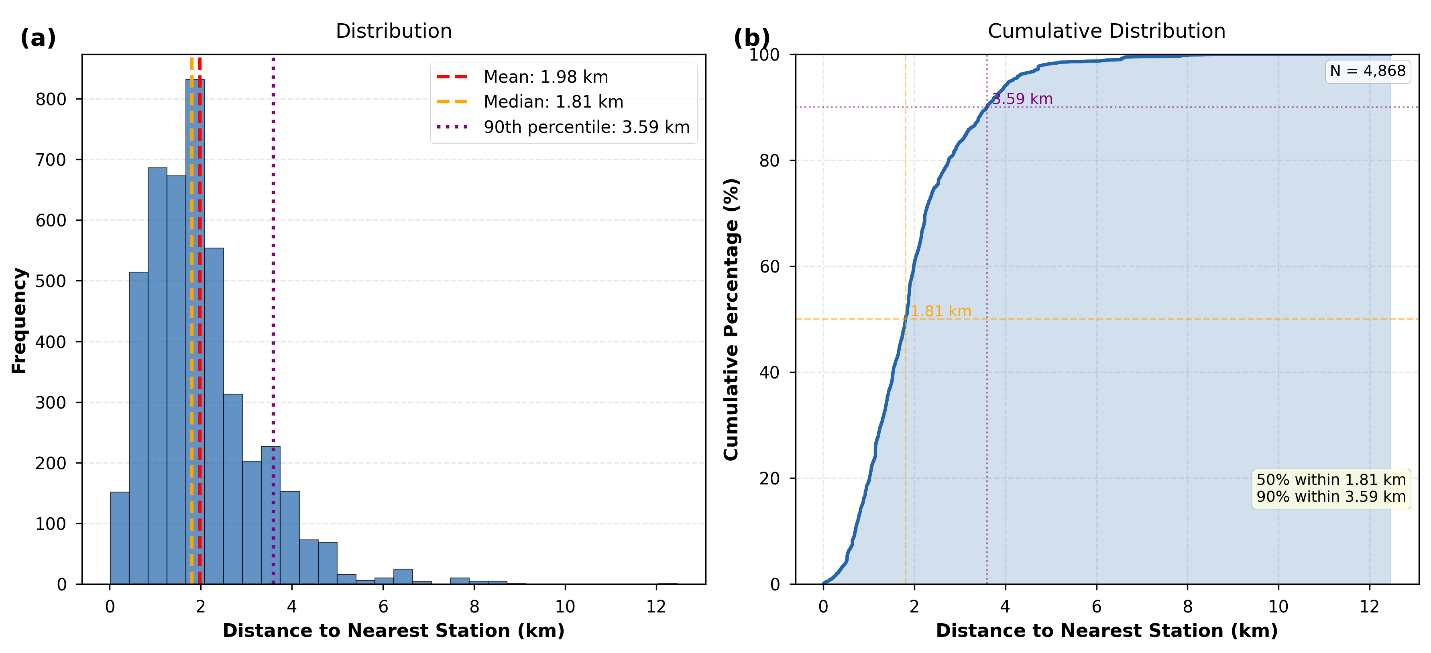 (a)
Distribution
Mean: 1.98 km
Median: 1.81 km
90th percentile: 3.59 km
Frequency
800
700
600
500
400
300
200
100
0
0 2 4 6 8 10 12
Distance to Nearest Station (km)
(b)
Cumulative Distribution
N = 4,868
3.59 km
1.81 km
50% within 1.81 km
90% within 3.59 km
Cumulative Percentage (%)
100
80
60
40
20
0
0 2 4 6 8 10 12
Distance to Nearest Station (km)